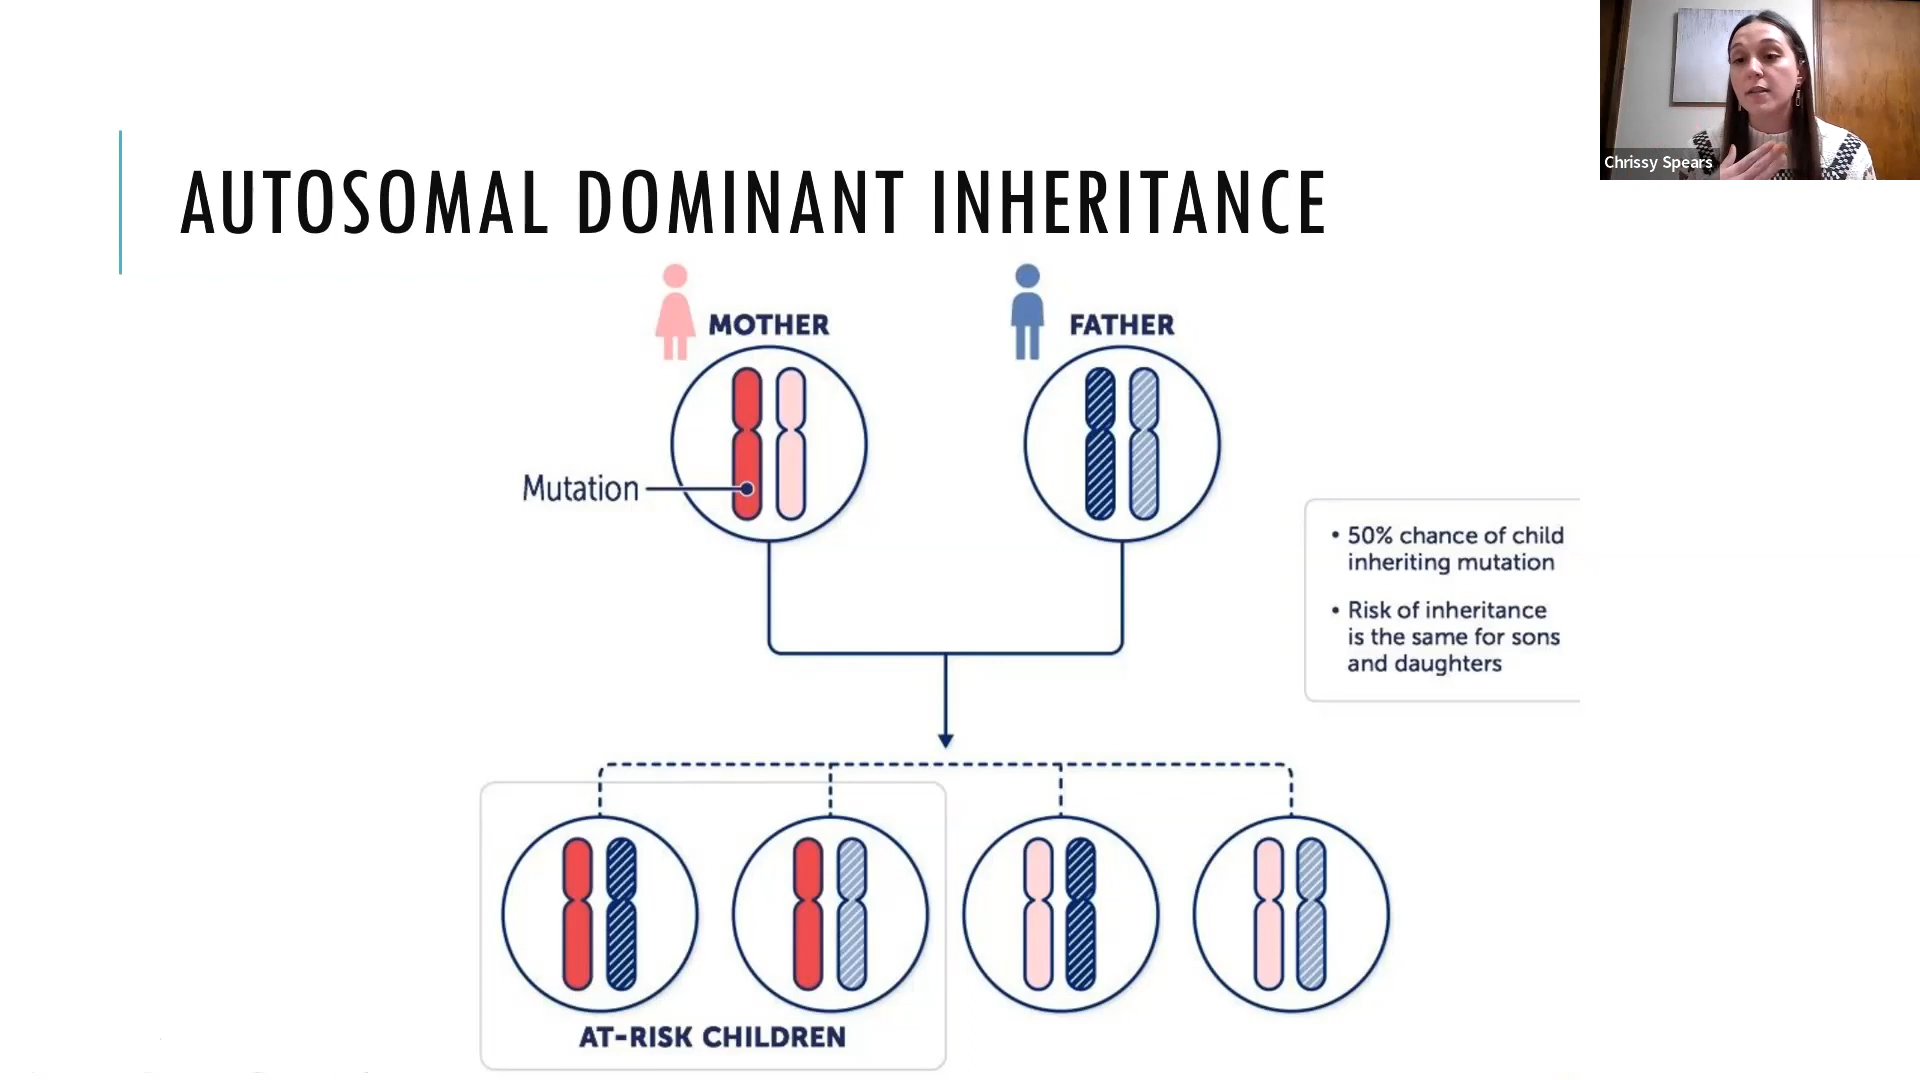 Chrissy Spears
AUTOSOMAL DOMINANT INHERITANCE
MOTHER
FATHER
Mutation
• 50% chance of child
inheriting mutation
• Risk of inheritance
is the same for sons
and daughters
AT-RISK CHILDREN